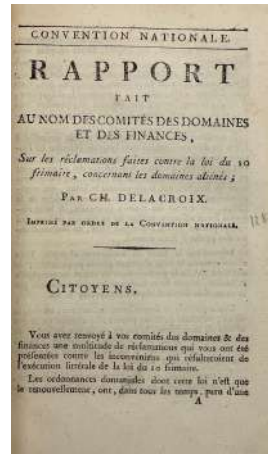 CONVENTION NATIONALE.
RAPPORT
FAIT
AU NOM DES COMITÉS DES DOMAINES
ET DES FINANCES,
Sur les réclamations faites contre la loi du 10
frimaire, concernant les domaines aliénés;
PAR CH. DELACROIX.
IMPRIMÉ PAR ORDRE DE LA CONVENTION NATIONALE.
CITOYENS,
Vous avez renvoyé à vos comités des domaines & des
finances une multitude de réclamations qui vous ont été
présentées contre les inconvéniens qui résulteroient de
l'exécution littérale de la loi du 10 frimaire.
Les ordonnances domaniales dont cette loi n'est que
le renouvellement, ont, dans tous les temps, paru d'une
A